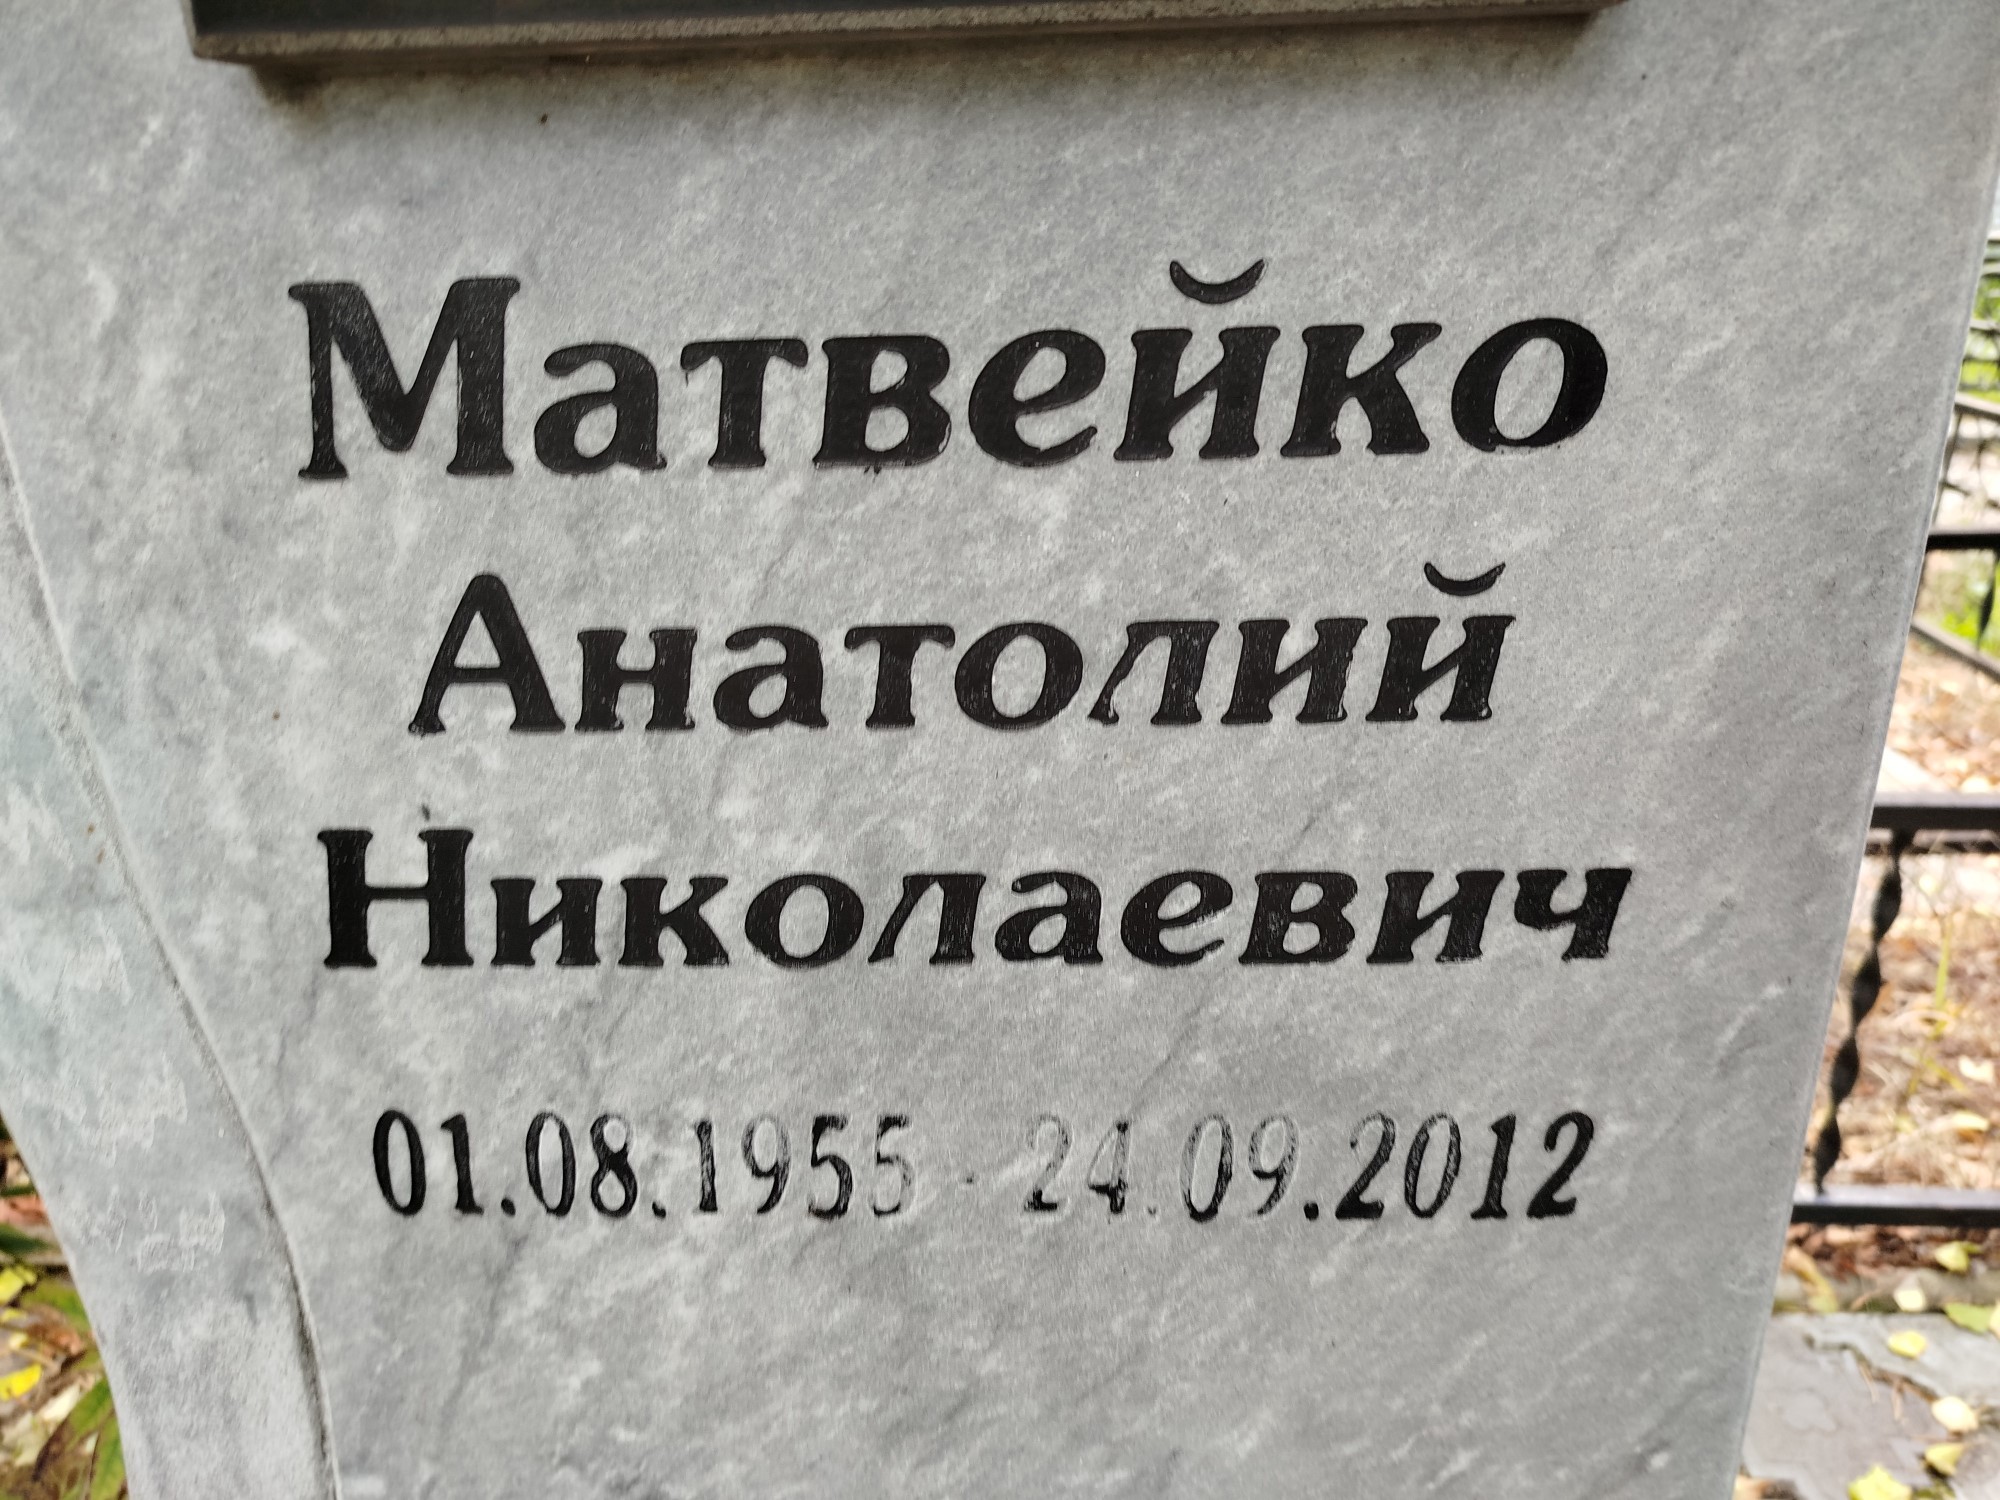 Матвейко
Анатолий
Николаевич
01.08.1955 - 24.09.2012